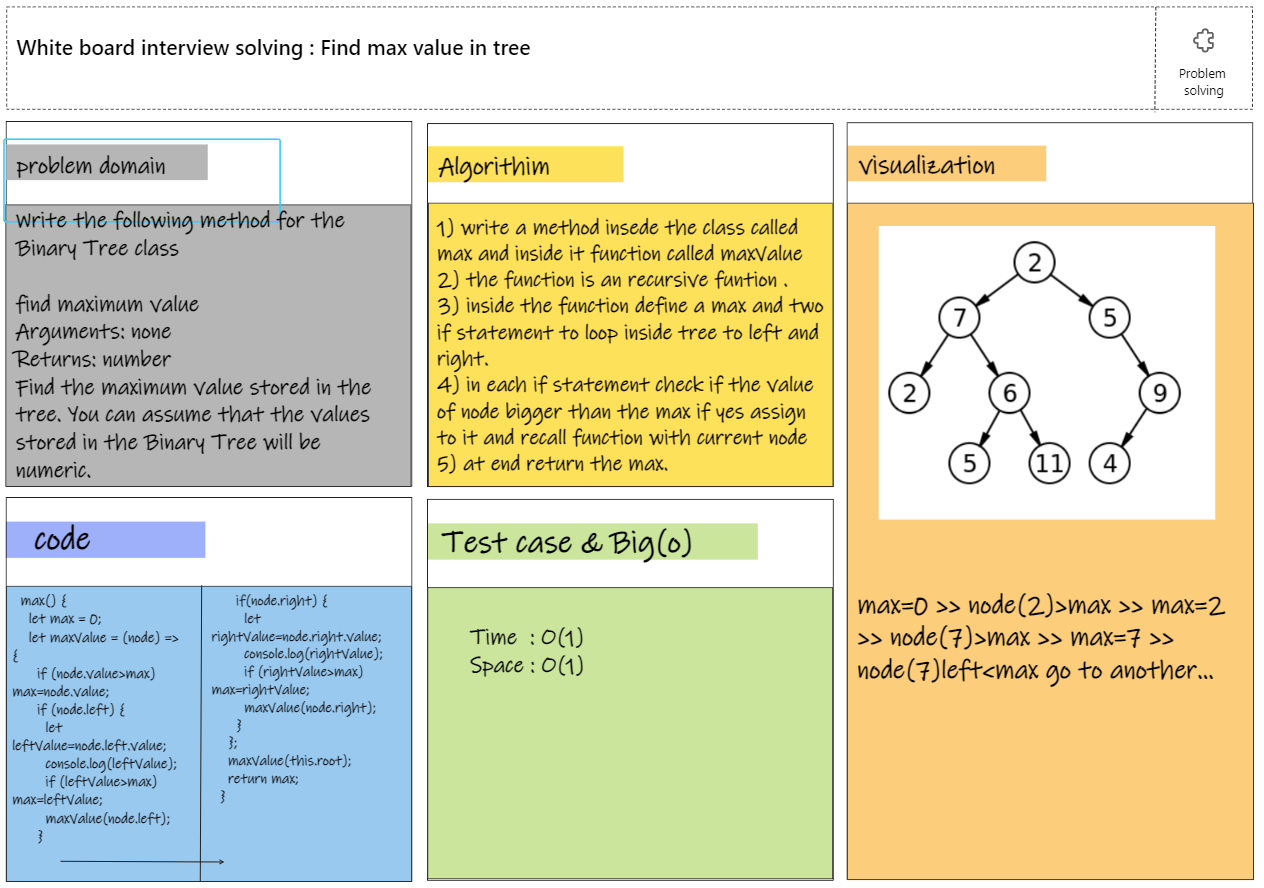 White board interview solving : Find max value in tree
Problem
solving
problem domain
Write the following method for the
Binary Tree class
find maximum value
Arguments: none
Returns: number
Find the maximum value stored in the
tree. You can assume that the values
stored in the Binary Tree will be
numeric.
Algorithim
1) write a method insede the class called
max and inside it function called maxValue
2) the function is an recursive funtion .
3) inside the function define a max and two
if statement to loop inside tree to left and
right.
4) in each if statement check if the value
of node bigger than the max if yes assign
to it and recall function with current node
5) at end return the max.
visualization
2
7 5
2 6 9
5 11 4
max=0 >> node(2)>max >> max=2
>> node(7)>max >> max=7 >>
node(7)left<max go to another...
code
max() {
let max = 0;
let maxValue = (node) =>
{
if (node.value>max)
max=node.value;
if (node.left) {
let
leftValue=node.left.value;
console.log(leftValue);
if (leftValue>max)
max=leftValue;
maxValue(node.left);
}
if(node.right) {
let
rightValue=node.right.value;
console.log(rightValue);
if (rightValue>max)
max=rightValue;
maxValue(node.right);
}
};
maxValue(this.root);
return max;
}
Test case & Big(o)
Time : O(1)
Space : O(1)